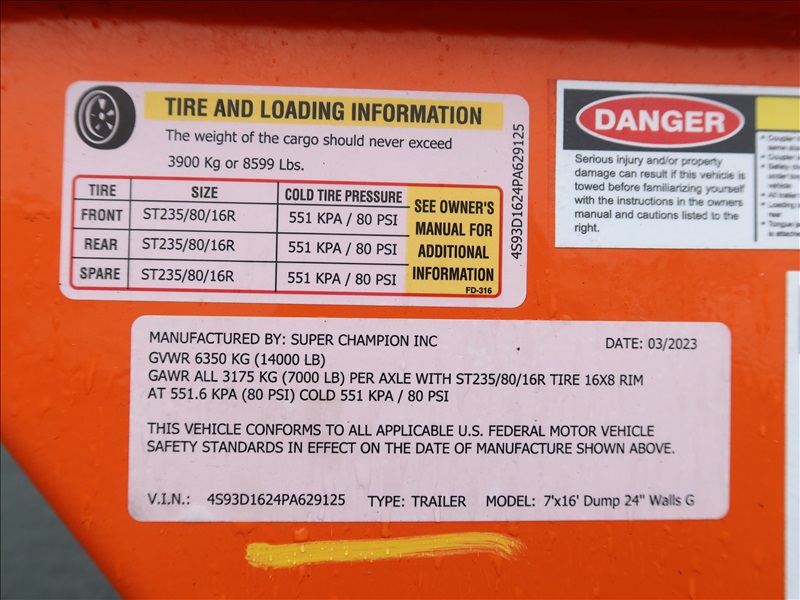 TIRE AND LOADING INFORMATION
The weight of the cargo should never exceed
3900 Kg or 8599 Lbs.
TIRE SIZE COLD TIRE PRESSURE
FRONT ST235/80/16R 551 KPA / 80 PSI
REAR ST235/80/16R 551 KPA / 80 PSI
SPARE ST235/80/16R 551 KPA / 80 PSI
SEE OWNER'S
MANUAL FOR
ADDITIONAL
INFORMATION
FD-316
4S93D1624PA629125
DANGER
Serious injury and/or property
damage can result if this vehicle is
towed before familiarizing yourself
with the instructions in the owners
manual and cautions listed to the
right.
MANUFACTURED BY: SUPER CHAMPION INC DATE: 03/2023
GVWR 6350 KG (14000 LB)
GAWR ALL 3175 KG (7000 LB) PER AXLE WITH ST235/80/16R TIRE 16X8 RIM
AT 551.6 KPA (80 PSI) COLD 551 KPA / 80 PSI
THIS VEHICLE CONFORMS TO ALL APPLICABLE U.S. FEDERAL MOTOR VEHICLE
SAFETY STANDARDS IN EFFECT ON THE DATE OF MANUFACTURE SHOWN ABOVE.
V.I.N.: 4S93D1624PA629125 TYPE: TRAILER MODEL: 7'x16' Dump 24" Walls G